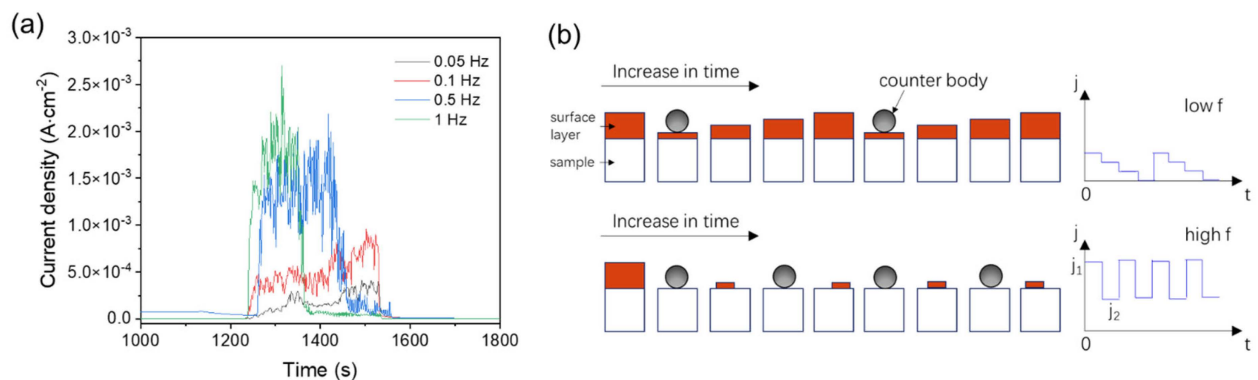 (a)
3.0×10⁻³
2.5×10⁻³
2.0×10⁻³
1.5×10⁻³
1.0×10⁻³
5.0×10⁻⁴
0.0
Current density (A·cm⁻²)
0.05 Hz
0.1 Hz
0.5 Hz
1 Hz
1000
1200
1400
1600
1800
Time (s)
(b)
Increase in time
counter body
surface
layer
sample
j
low f
0
t
Increase in time
j
high f
j₁
j₂
0
t